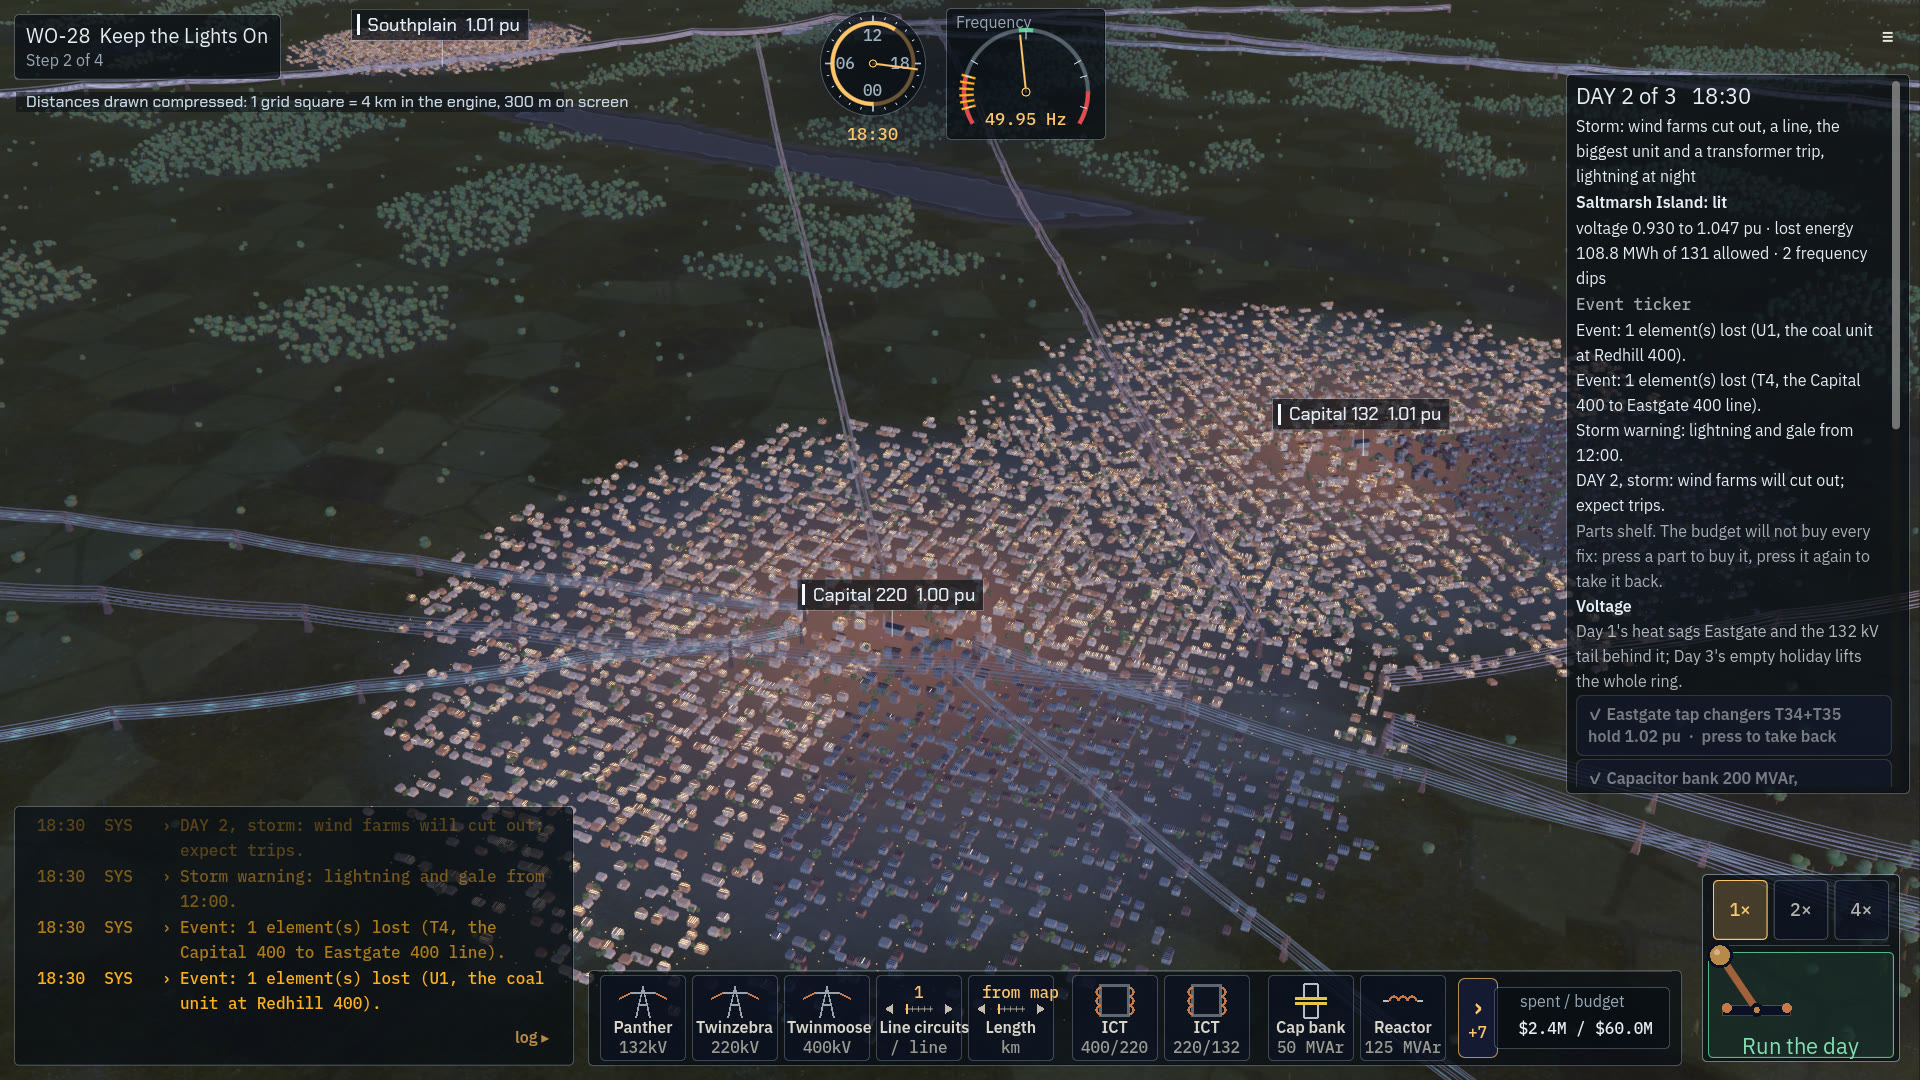 WO-28 Keep the Lights On
Step 2 of 4
Distances drawn compressed: 1 grid square = 4 km in the engine, 300 m on screen
Southplain 1.01 pu
12
06
18
00
18:30
Frequency
49.95 Hz
≡
DAY 2 of 3 18:30
Storm: wind farms cut out, a line, the
biggest unit and a transformer trip,
lightning at night
Saltmarsh Island: lit
voltage 0.930 to 1.047 pu · lost energy
108.8 MWh of 131 allowed · 2 frequency
dips
Event ticker
Event: 1 element(s) lost (U1, the coal unit
at Redhill 400).
Event: 1 element(s) lost (T4, the Capital
400 to Eastgate 400 line).
Storm warning: lightning and gale from
12:00.
DAY 2, storm: wind farms will cut out;
expect trips.
Parts shelf. The budget will not buy every
fix: press a part to buy it, press it again to
take it back.
Voltage
Day 1's heat sags Eastgate and the 132 kV
tail behind it; Day 3's empty holiday lifts
the whole ring.
✓ Eastgate tap changers T34+T35
hold 1.02 pu · press to take back
✓ Capacitor bank 200 MVAr,
Capital 132 1.01 pu
Capital 220 1.00 pu
18:30 SYS › DAY 2, storm: wind farms will cut out;
expect trips.
18:30 SYS › Storm warning: lightning and gale from
12:00.
18:30 SYS › Event: 1 element(s) lost (T4, the
Capital 400 to Eastgate 400 line).
18:30 SYS › Event: 1 element(s) lost (U1, the coal
unit at Redhill 400).
log ▸
Panther
132kV
Twinzebra
220kV
Twinmoose
400kV
1
Line circuits
/ line
from map
Length
km
ICT
400/220
ICT
220/132
Cap bank
50 MVAr
Reactor
125 MVAr
›
+7
spent / budget
$2.4M / $60.0M
1×
2×
4×
Run the day